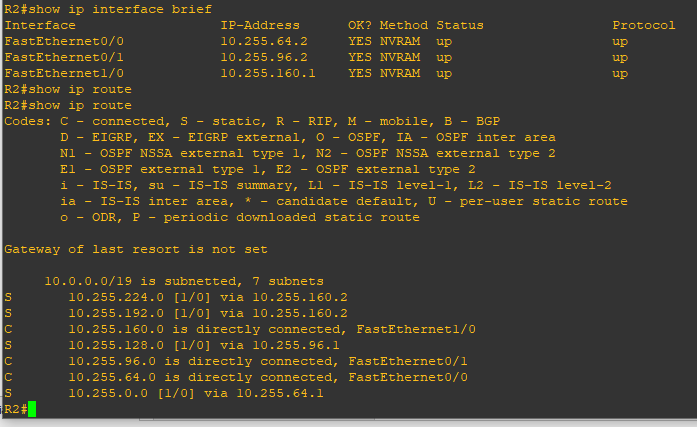 R2#show ip interface brief
Interface IP-Address OK? Method Status Protocol
FastEthernet0/0 10.255.64.2 YES NVRAM up up
FastEthernet0/1 10.255.96.2 YES NVRAM up up
FastEthernet1/0 10.255.160.1 YES NVRAM up up
R2#show ip route
R2#show ip route
Codes: C - connected, S - static, R - RIP, M - mobile, B - BGP
D - EIGRP, EX - EIGRP external, O - OSPF, IA - OSPF inter area
N1 - OSPF NSSA external type 1, N2 - OSPF NSSA external type 2
E1 - OSPF external type 1, E2 - OSPF external type 2
i - IS-IS, su - IS-IS summary, L1 - IS-IS level-1, L2 - IS-IS level-2
ia - IS-IS inter area, * - candidate default, U - per-user static route
o - ODR, P - periodic downloaded static route
Gateway of last resort is not set
10.0.0.0/19 is subnetted, 7 subnets
S 10.255.224.0 [1/0] via 10.255.160.2
S 10.255.192.0 [1/0] via 10.255.160.2
C 10.255.160.0 is directly connected, FastEthernet1/0
S 10.255.128.0 [1/0] via 10.255.96.1
C 10.255.96.0 is directly connected, FastEthernet0/1
C 10.255.64.0 is directly connected, FastEthernet0/0
S 10.255.0.0 [1/0] via 10.255.64.1
R2#